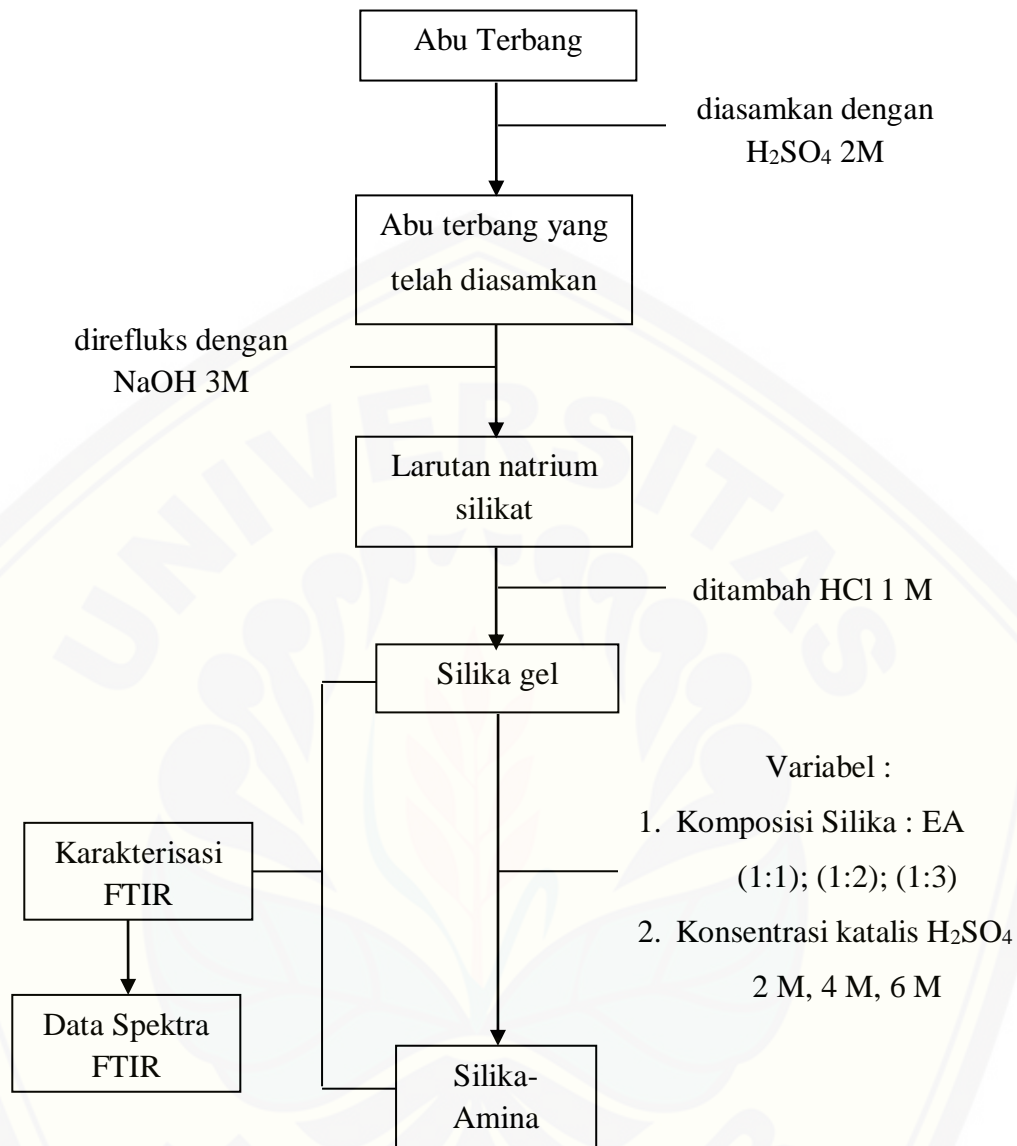 Abu Terbang
diasamkan dengan
H₂SO₄ 2M
Abu terbang yang
telah diasamkan
direfluks dengan
NaOH 3M
Larutan natrium
silikat
ditambah HCl 1 M
Silika gel
Variabel :
1. Komposisi Silika : EA
(1:1); (1:2); (1:3)
2. Konsentrasi katalis H₂SO₄
2 M, 4 M, 6 M
Karakterisasi
FTIR
Data Spektra
FTIR
Silika-
Amina
UNIVERSITAS